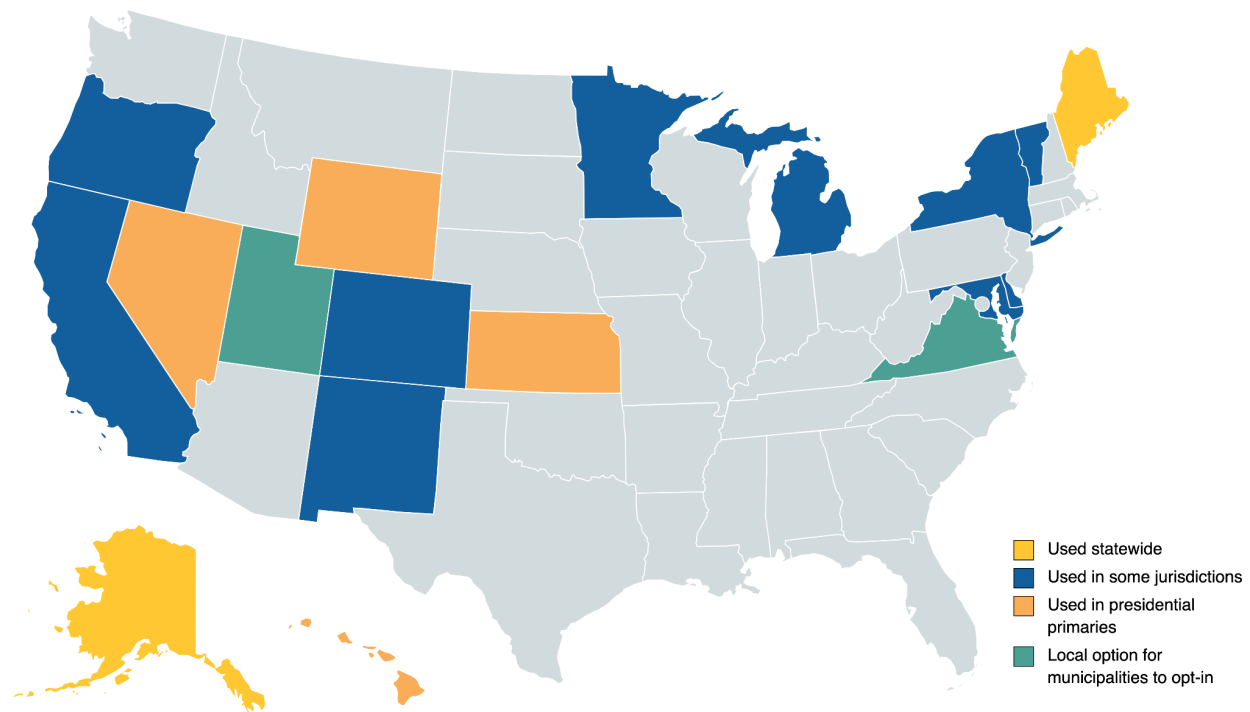 Used statewide
Used in some jurisdictions
Used in presidential
primaries
Local option for
municipalities to opt-in